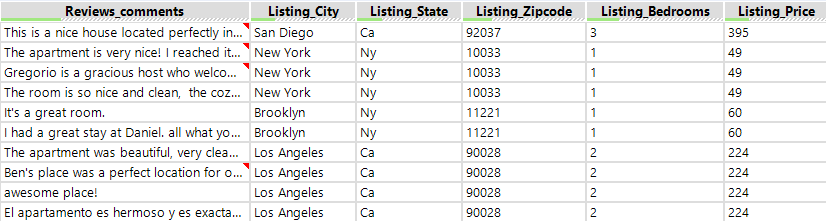 Reviews_comments Listing_City Listing_State Listing_Zipcode Listing_Bedrooms Listing_Price
This is a nice house located perfectly in... San Diego Ca 92037 3 395
The apartment is very nice! I reached it... New York Ny 10033 1 49
Gregorio is a gracious host who welco... New York Ny 10033 1 49
The room is so nice and clean,  the coz... New York Ny 10033 1 49
It's a great room. Brooklyn Ny 11221 1 60
I had a great stay at Daniel. all what yo... Brooklyn Ny 11221 1 60
The apartment was beautiful, very clea... Los Angeles Ca 90028 2 224
Ben's place was a perfect location for o... Los Angeles Ca 90028 2 224
awesome place! Los Angeles Ca 90028 2 224
El apartamento es hermoso y es exacta... Los Angeles Ca 90028 2 224